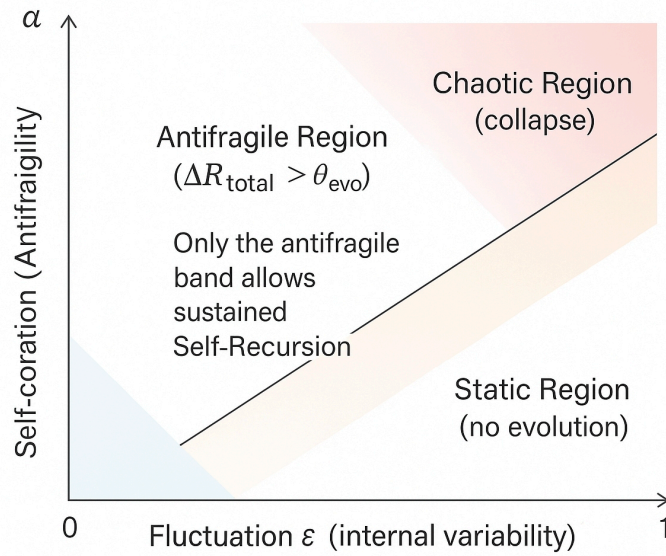 α
Self-coration (Antifraigility
Chaotic Region
(collapse)
Antifragile Region
(ΔR_total > θ_evo)
Only the antifragile
band allows
sustained
Self-Recursion
Static Region
(no evolution)
0
Fluctuation ε (internal variability)
1